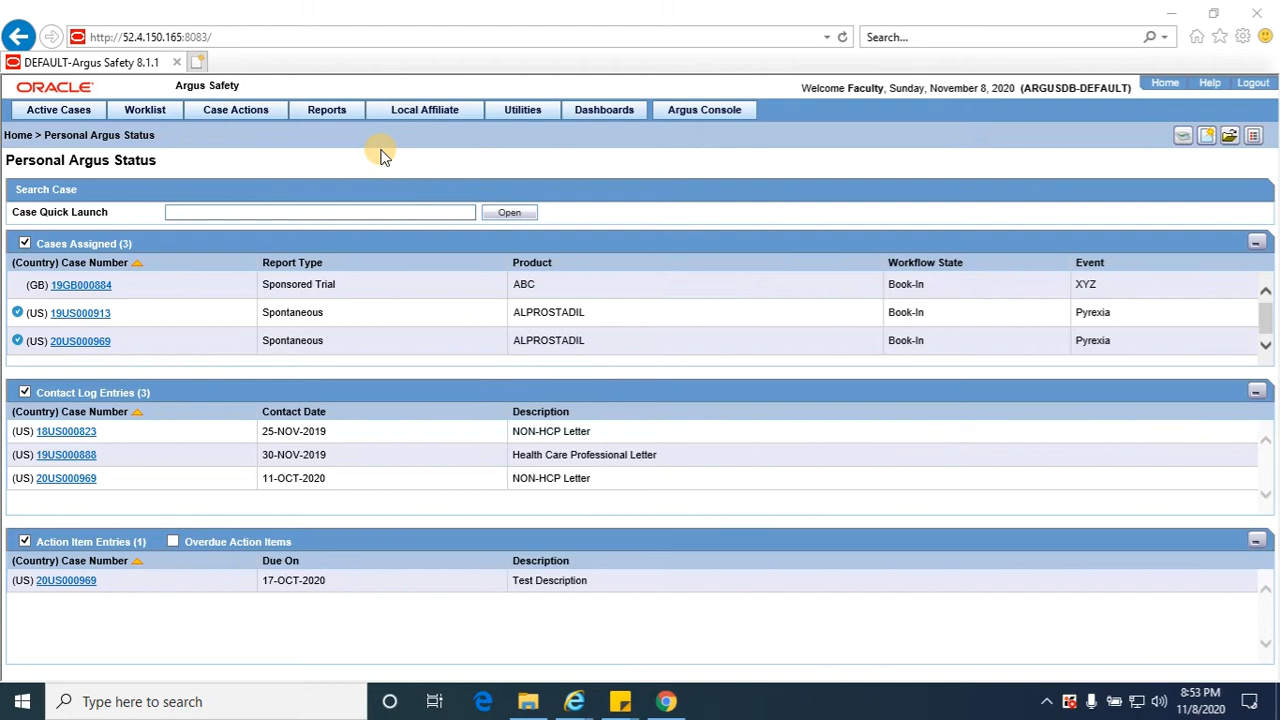 http://52.4.150.165:8083/
Search...
DEFAULT-Argus Safety 8.1.1
ORACLE Argus Safety
Welcome Faculty, Sunday, November 8, 2020 (ARGUSDB-DEFAULT)
Home Help Logout
Active Cases Worklist Case Actions Reports Local Affiliate Utilities Dashboards Argus Console
Home > Personal Argus Status
Personal Argus Status
Search Case
Case Quick Launch Open
Cases Assigned (3)
(Country) Case Number Report Type Product Workflow State Event
(GB) 19GB000884 Sponsored Trial ABC Book-In XYZ
(US) 19US000913 Spontaneous ALPROSTADIL Book-In Pyrexia
(US) 20US000969 Spontaneous ALPROSTADIL Book-In Pyrexia
Contact Log Entries (3)
(Country) Case Number Contact Date Description
(US) 18US000823 25-NOV-2019 NON-HCP Letter
(US) 19US000888 30-NOV-2019 Health Care Professional Letter
(US) 20US000969 11-OCT-2020 NON-HCP Letter
Action Item Entries (1) Overdue Action Items
(Country) Case Number Due On Description
(US) 20US000969 17-OCT-2020 Test Description
Type here to search
8:53 PM
11/8/2020